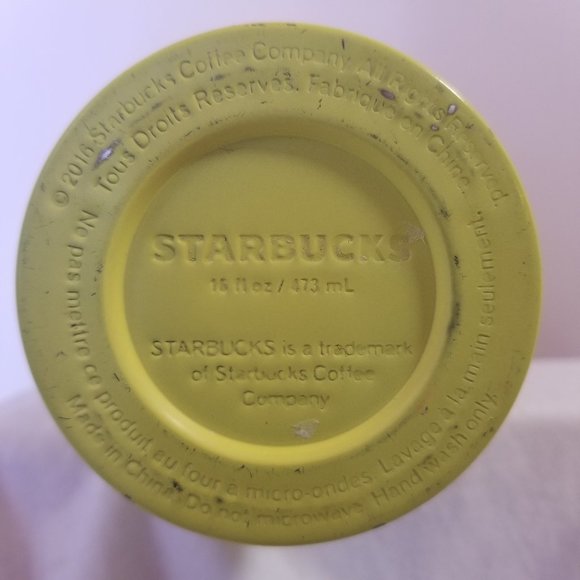 © 2016 Starbucks Coffee Company. All Rights Reserved.
Tous Droits Réservés. Fabriqué en Chine.
STARBUCKS
16 fl oz / 473 mL
STARBUCKS is a trademark
of Starbucks Coffee
Company
Ne pas mettre ce produit au four à micro-ondes. Lavage à la main seulement.
Made in China. Do not microwave. Hand wash only.